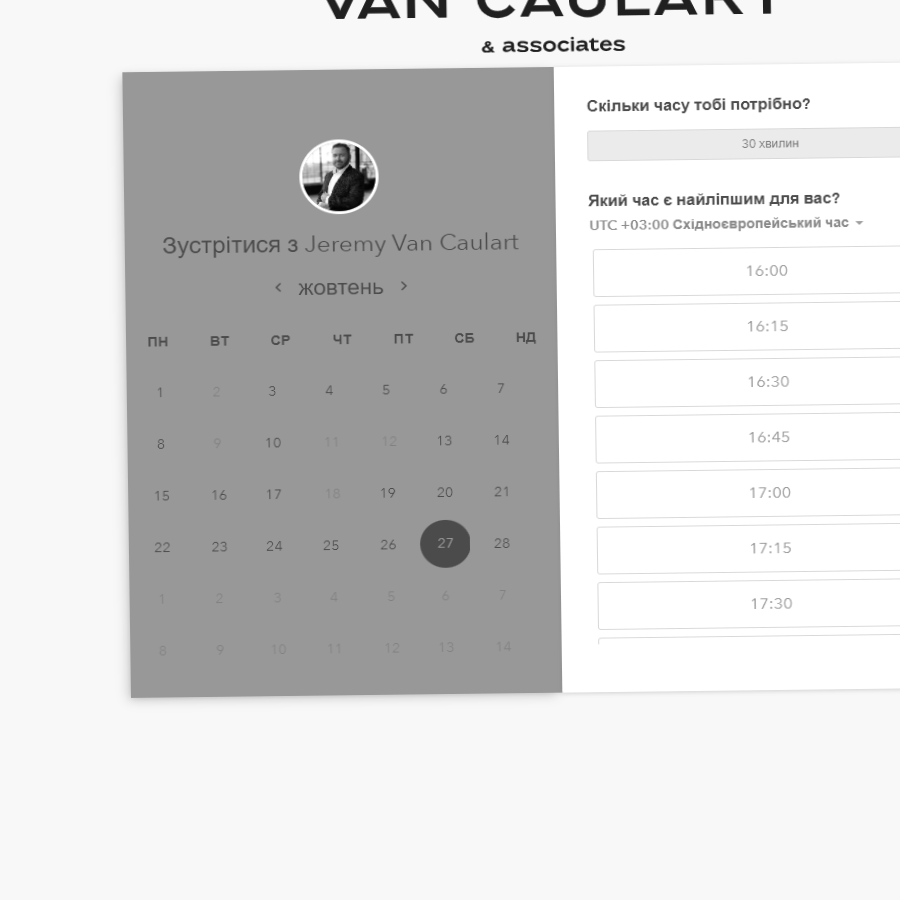 VAN CAULART
& associates
Зустрітися з Jeremy Van Caulart
жовтень
ПН ВТ СР ЧТ ПТ СБ НД
1 2 3 4 5 6 7
8 9 10 11 12 13 14
15 16 17 18 19 20 21
22 23 24 25 26 27 28
1 2 3 4 5 6 7
8 9 10 11 12 13 14
Скільки часу тобі потрібно?
30 хвилин
Який час є найліпшим для вас?
UTC +03:00 Східноєвропейський час
16:00
16:15
16:30
16:45
17:00
17:15
17:30